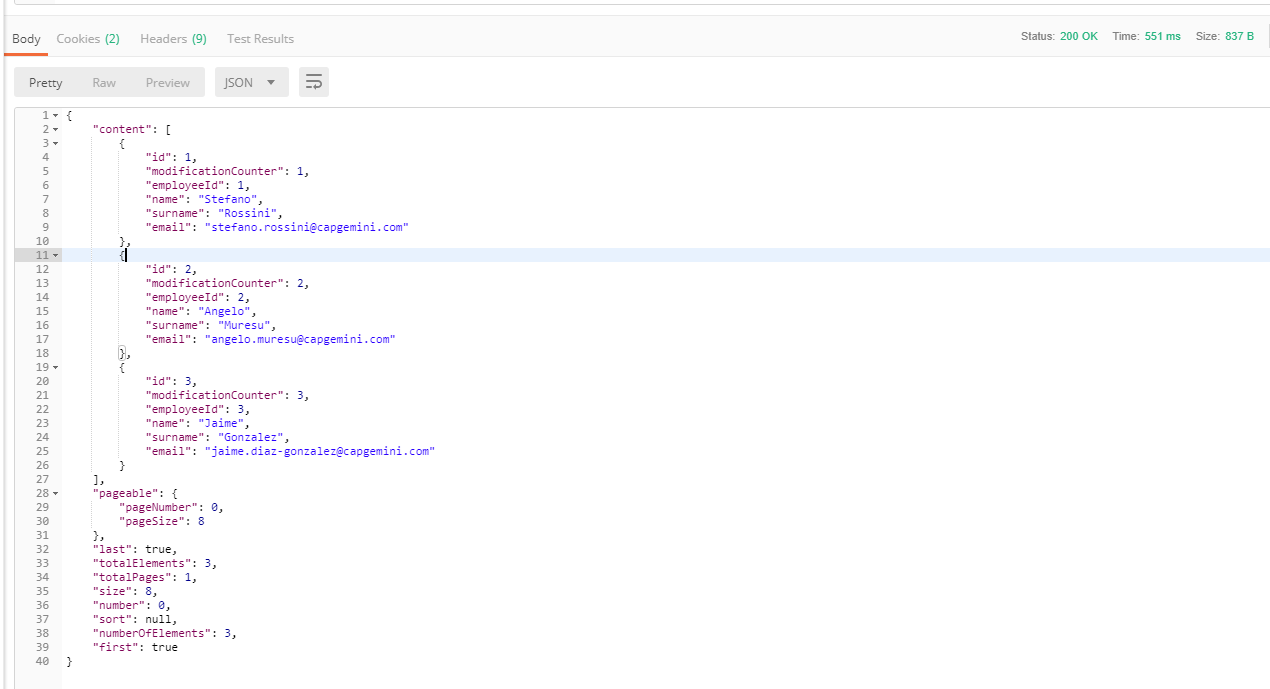 Body Cookies (2) Headers (9) Test Results Status: 200 OK Time: 551 ms Size: 837 B
Pretty Raw Preview JSON
1 {
2 "content": [
3 {
4 "id": 1,
5 "modificationCounter": 1,
6 "employeeId": 1,
7 "name": "Stefano",
8 "surname": "Rossini",
9 "email": "stefano.rossini@capgemini.com"
10 },
11 {
12 "id": 2,
13 "modificationCounter": 2,
14 "employeeId": 2,
15 "name": "Angelo",
16 "surname": "Muresu",
17 "email": "angelo.muresu@capgemini.com"
18 },
19 {
20 "id": 3,
21 "modificationCounter": 3,
22 "employeeId": 3,
23 "name": "Jaime",
24 "surname": "Gonzalez",
25 "email": "jaime.diaz-gonzalez@capgemini.com"
26 }
27 ],
28 "pageable": {
29 "pageNumber": 0,
30 "pageSize": 8
31 },
32 "last": true,
33 "totalElements": 3,
34 "totalPages": 1,
35 "size": 8,
36 "number": 0,
37 "sort": null,
38 "numberOfElements": 3,
39 "first": true
40 }